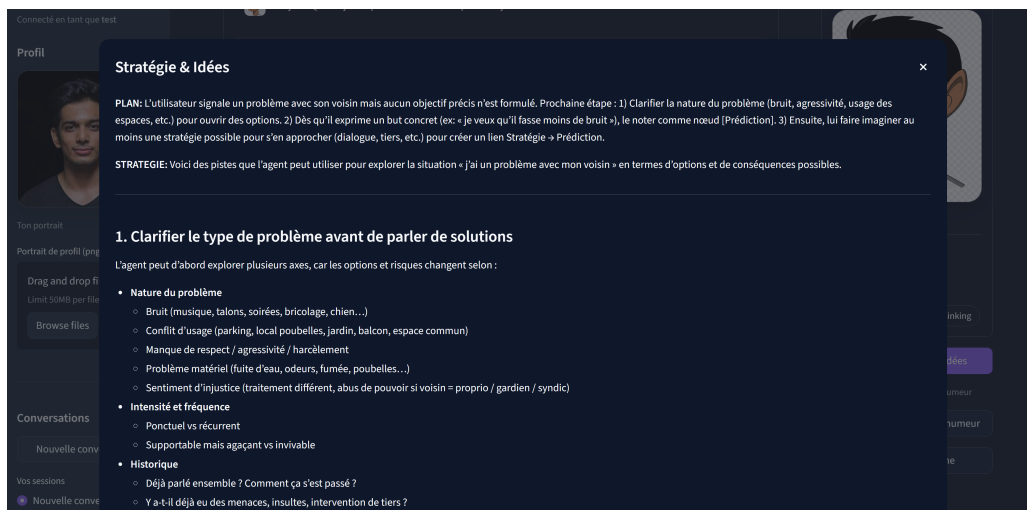 Connecté en tant que test
Profil
Ton portrait
Portrait de profil (png
Drag and drop fi
Limit 50MB per file
Browse files
Conversations
Nouvelle conv
Vos sessions
Nouvelle conve
Stratégie & Idées
×
PLAN: L'utilisateur signale un problème avec son voisin mais aucun objectif précis n'est formulé. Prochaine étape : 1) Clarifier la nature du problème (bruit, agressivité, usage des
espaces, etc.) pour ouvrir des options. 2) Dès qu'il exprime un but concret (ex: « je veux qu'il fasse moins de bruit »), le noter comme nœud [Prédiction]. 3) Ensuite, lui faire imaginer au
moins une stratégie possible pour s'en approcher (dialogue, tiers, etc.) pour créer un lien Stratégie → Prédiction.
STRATEGIE: Voici des pistes que l'agent peut utiliser pour explorer la situation « j'ai un problème avec mon voisin » en termes d'options et de conséquences possibles.
1. Clarifier le type de problème avant de parler de solutions
L'agent peut d'abord explorer plusieurs axes, car les options et risques changent selon :
• Nature du problème
◦ Bruit (musique, talons, soirées, bricolage, chien…)
◦ Conflit d'usage (parking, local poubelles, jardin, balcon, espace commun)
◦ Manque de respect / agressivité / harcèlement
◦ Problème matériel (fuite d'eau, odeurs, fumée, poubelles…)
◦ Sentiment d'injustice (traitement différent, abus de pouvoir si voisin = proprio / gardien / syndic)
• Intensité et fréquence
◦ Ponctuel vs récurrent
◦ Supportable mais agaçant vs invivable
• Historique
◦ Déjà parlé ensemble ? Comment ça s'est passé ?
◦ Y a-t-il déjà eu des menaces, insultes, intervention de tiers ?
inking
dées
umeur
humeur
ne